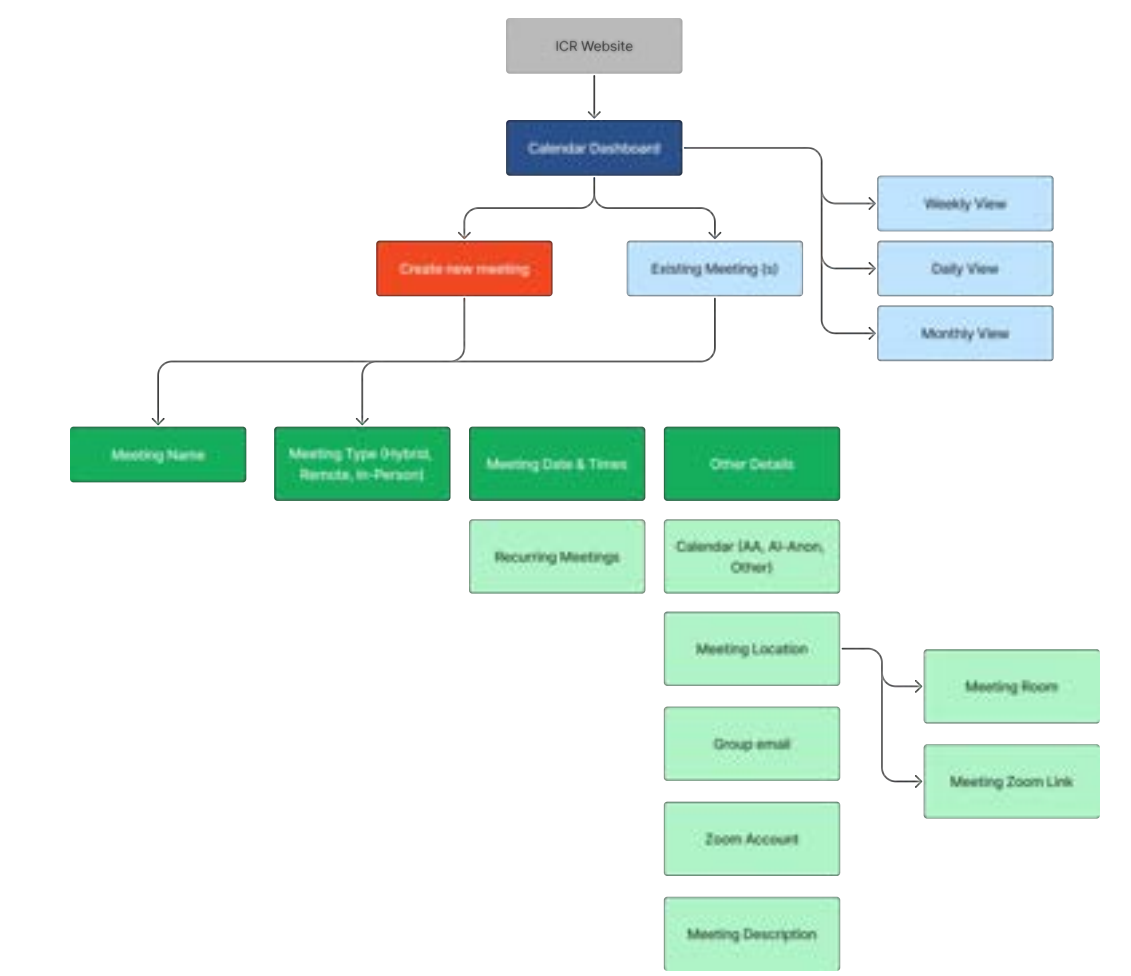 ICR Website
Calendar Dashboard
Weekly View
Create new meeting
Existing Meeting (s)
Daily View
Monthly View
Meeting Name
Meeting Type (Hybrid,
Remote, In-Person)
Meeting Date & Times
Other Details
Recurring Meetings
Calendar (AA, Al-Anon,
Other)
Meeting Location
Meeting Room
Group email
Meeting Zoom Link
Zoom Account
Meeting Description